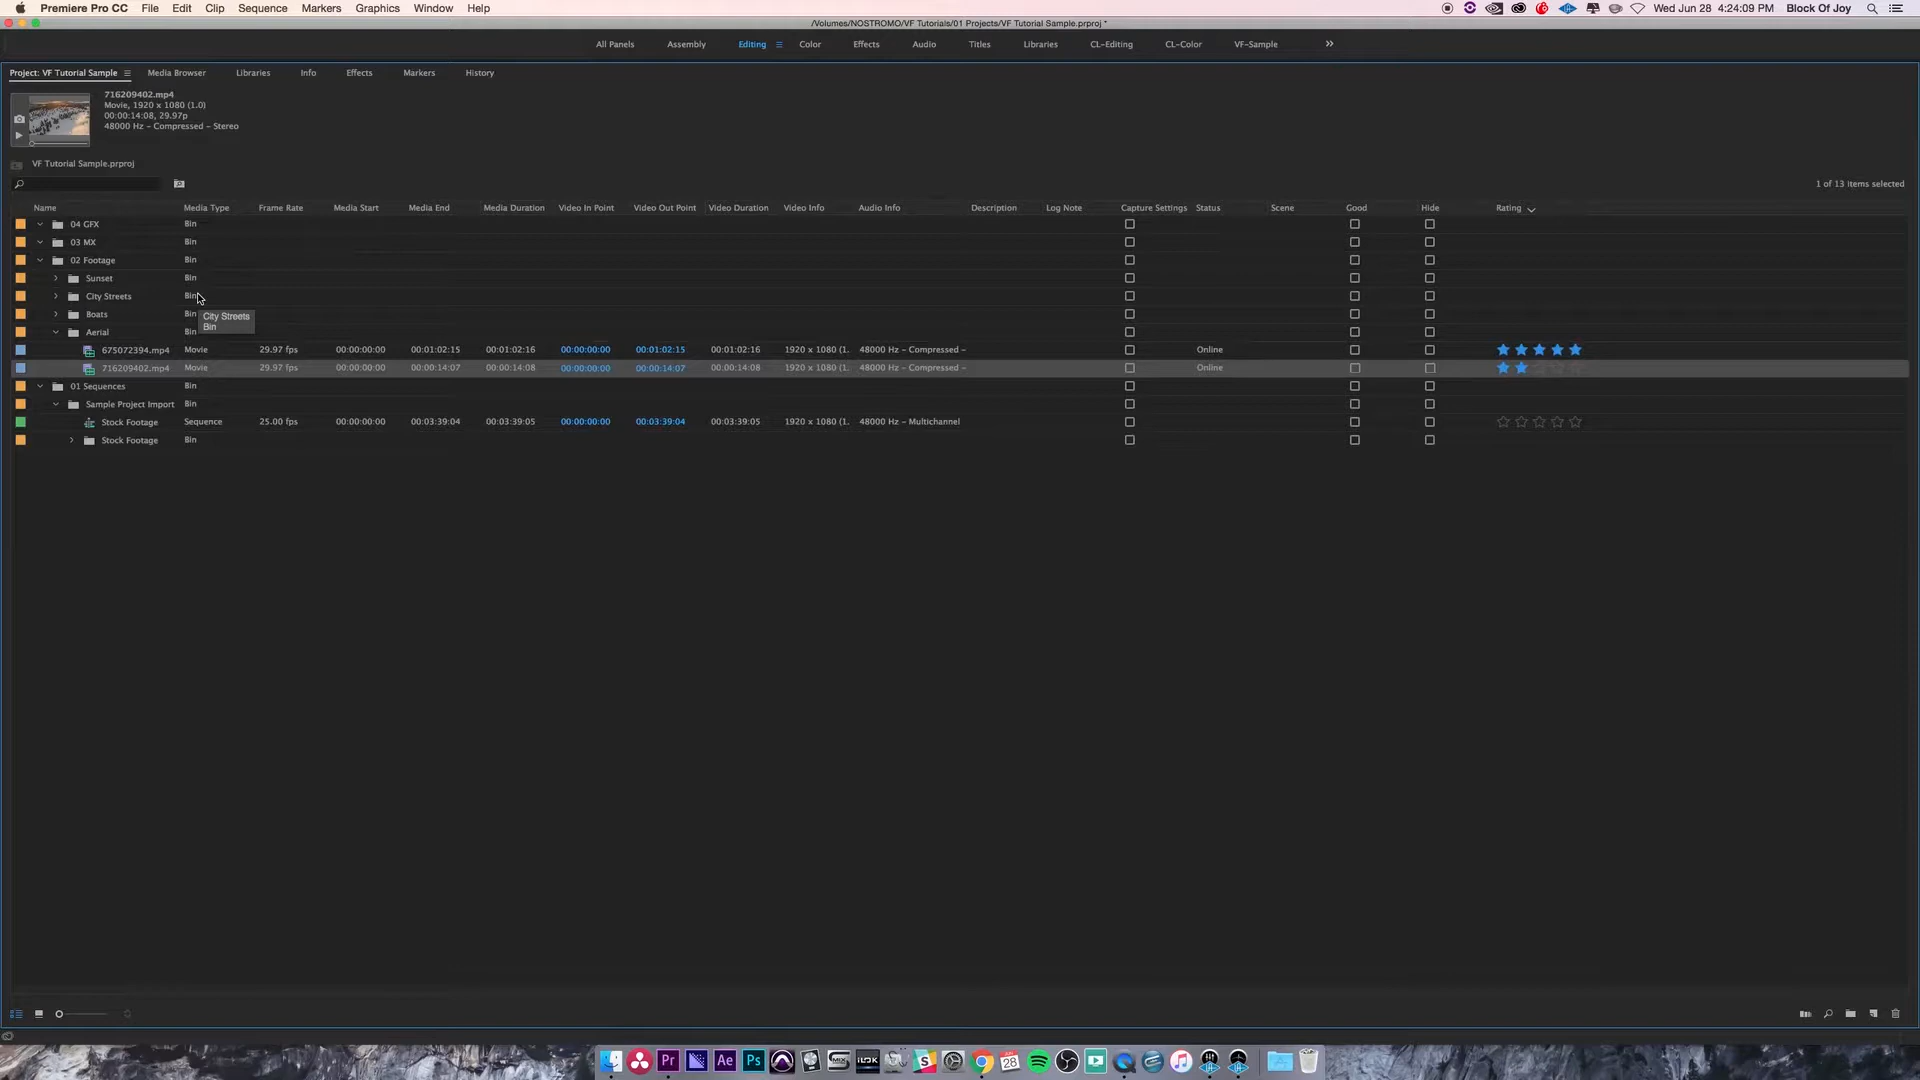 Premiere Pro CC File Edit Clip Sequence Markers Graphics Window Help Wed Jun 28 4:24:09 PM Block Of Joy
/Volumes/NOSTROMO/VF Tutorials/01 Projects/VF Tutorial Sample.prproj *
All Panels Assembly Editing Color Effects Audio Titles Libraries CL-Editing CL-Color VF-Sample
Project: VF Tutorial Sample Media Browser Libraries Info Effects Markers History
716209402.mp4
Movie, 1920 x 1080 (1.0)
00:00:14:08, 29.97p
48000 Hz - Compressed - Stereo
VF Tutorial Sample.prproj
1 of 13 Items selected
Name Media Type Frame Rate Media Start Media End Media Duration Video In Point Video Out Point Video Duration Video Info Audio Info Description Log Note Capture Settings Status Scene Good Hide Rating
04 GFX Bin
03 MX Bin
02 Footage Bin
Sunset Bin
City Streets Bin
Boats Bin
City Streets
Bin
Aerial Bin
675072394.mp4 Movie 29.97 fps 00:00:00:00 00:01:02:15 00:01:02:16 00:00:00:00 00:01:02:15 00:01:02:16 1920 x 1080 (1. 48000 Hz - Compressed - Online
716209402.mp4 Movie 29.97 fps 00:00:00:00 00:00:14:07 00:00:14:08 00:00:00:00 00:00:14:07 00:00:14:08 1920 x 1080 (1. 48000 Hz - Compressed - Online
01 Sequences Bin
Sample Project Import Bin
Stock Footage Sequence 25.00 fps 00:00:00:00 00:03:39:04 00:03:39:05 00:00:00:00 00:03:39:04 00:03:39:05 1920 x 1080 (1. 48000 Hz - Multichannel
Stock Footage Bin
Pr Ae Ps 28